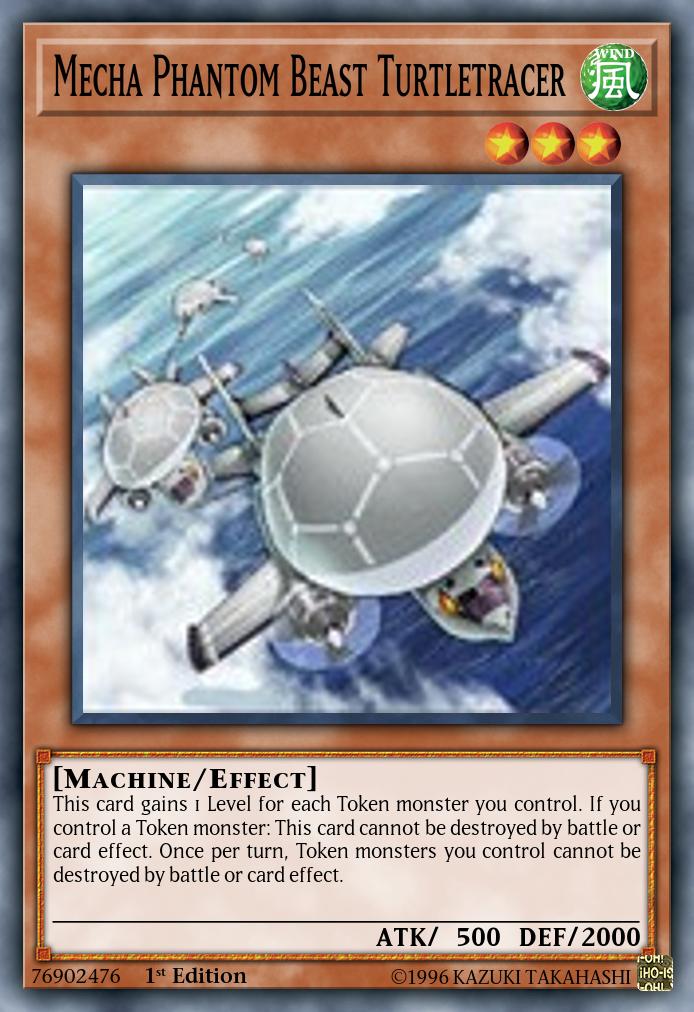 Mecha Phantom Beast Turtletracer
WIND
風
[Machine/Effect]
This card gains 1 Level for each Token monster you control. If you
control a Token monster: This card cannot be destroyed by battle or
card effect. Once per turn, Token monsters you control cannot be
destroyed by battle or card effect.
ATK/ 500 DEF/2000
76902476 1st Edition ©1996 KAZUKI TAKAHASHI